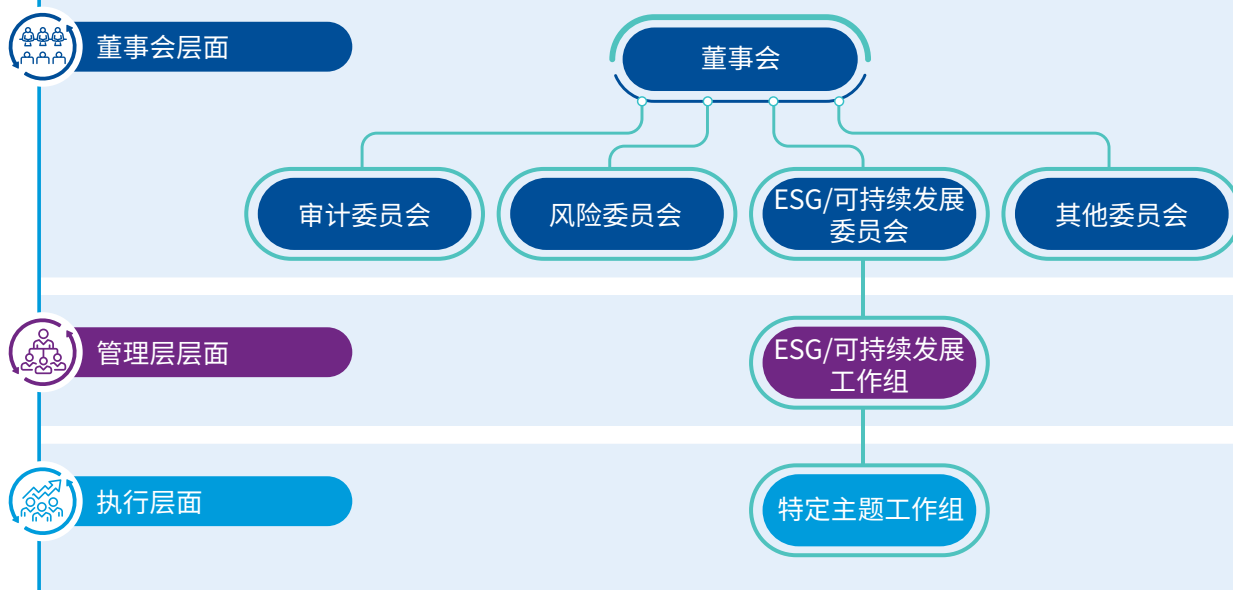 董事会层面
董事会
审计委员会
风险委员会
ESG/可持续发展
委员会
其他委员会
管理层层面
ESG/可持续发展
工作组
执行层面
特定主题工作组